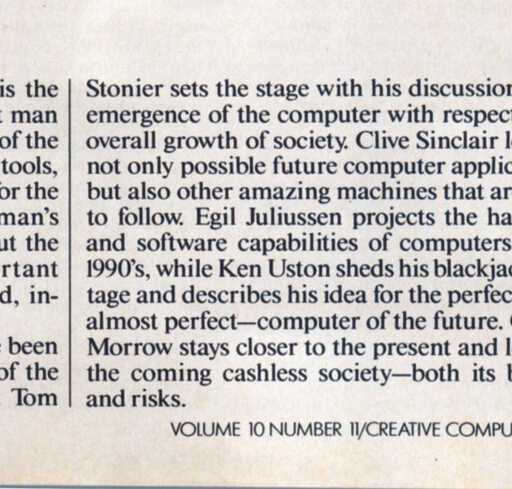 is the
man
of the
tools,
for the
man's
ut the
rtant
d, in-
been
of the
Tom
Stonier sets the stage with his discussion
emergence of the computer with respect
overall growth of society. Clive Sinclair
not only possible future computer applic
but also other amazing machines that ar
to follow. Egil Juliussen projects the ha
and software capabilities of computers
1990's, while Ken Uston sheds his blackjac
tage and describes his idea for the perfec
almost perfect—computer of the future.
Morrow stays closer to the present and
the coming cashless society—both its
and risks.
VOLUME 10 NUMBER 11/CREATIVE COMPU